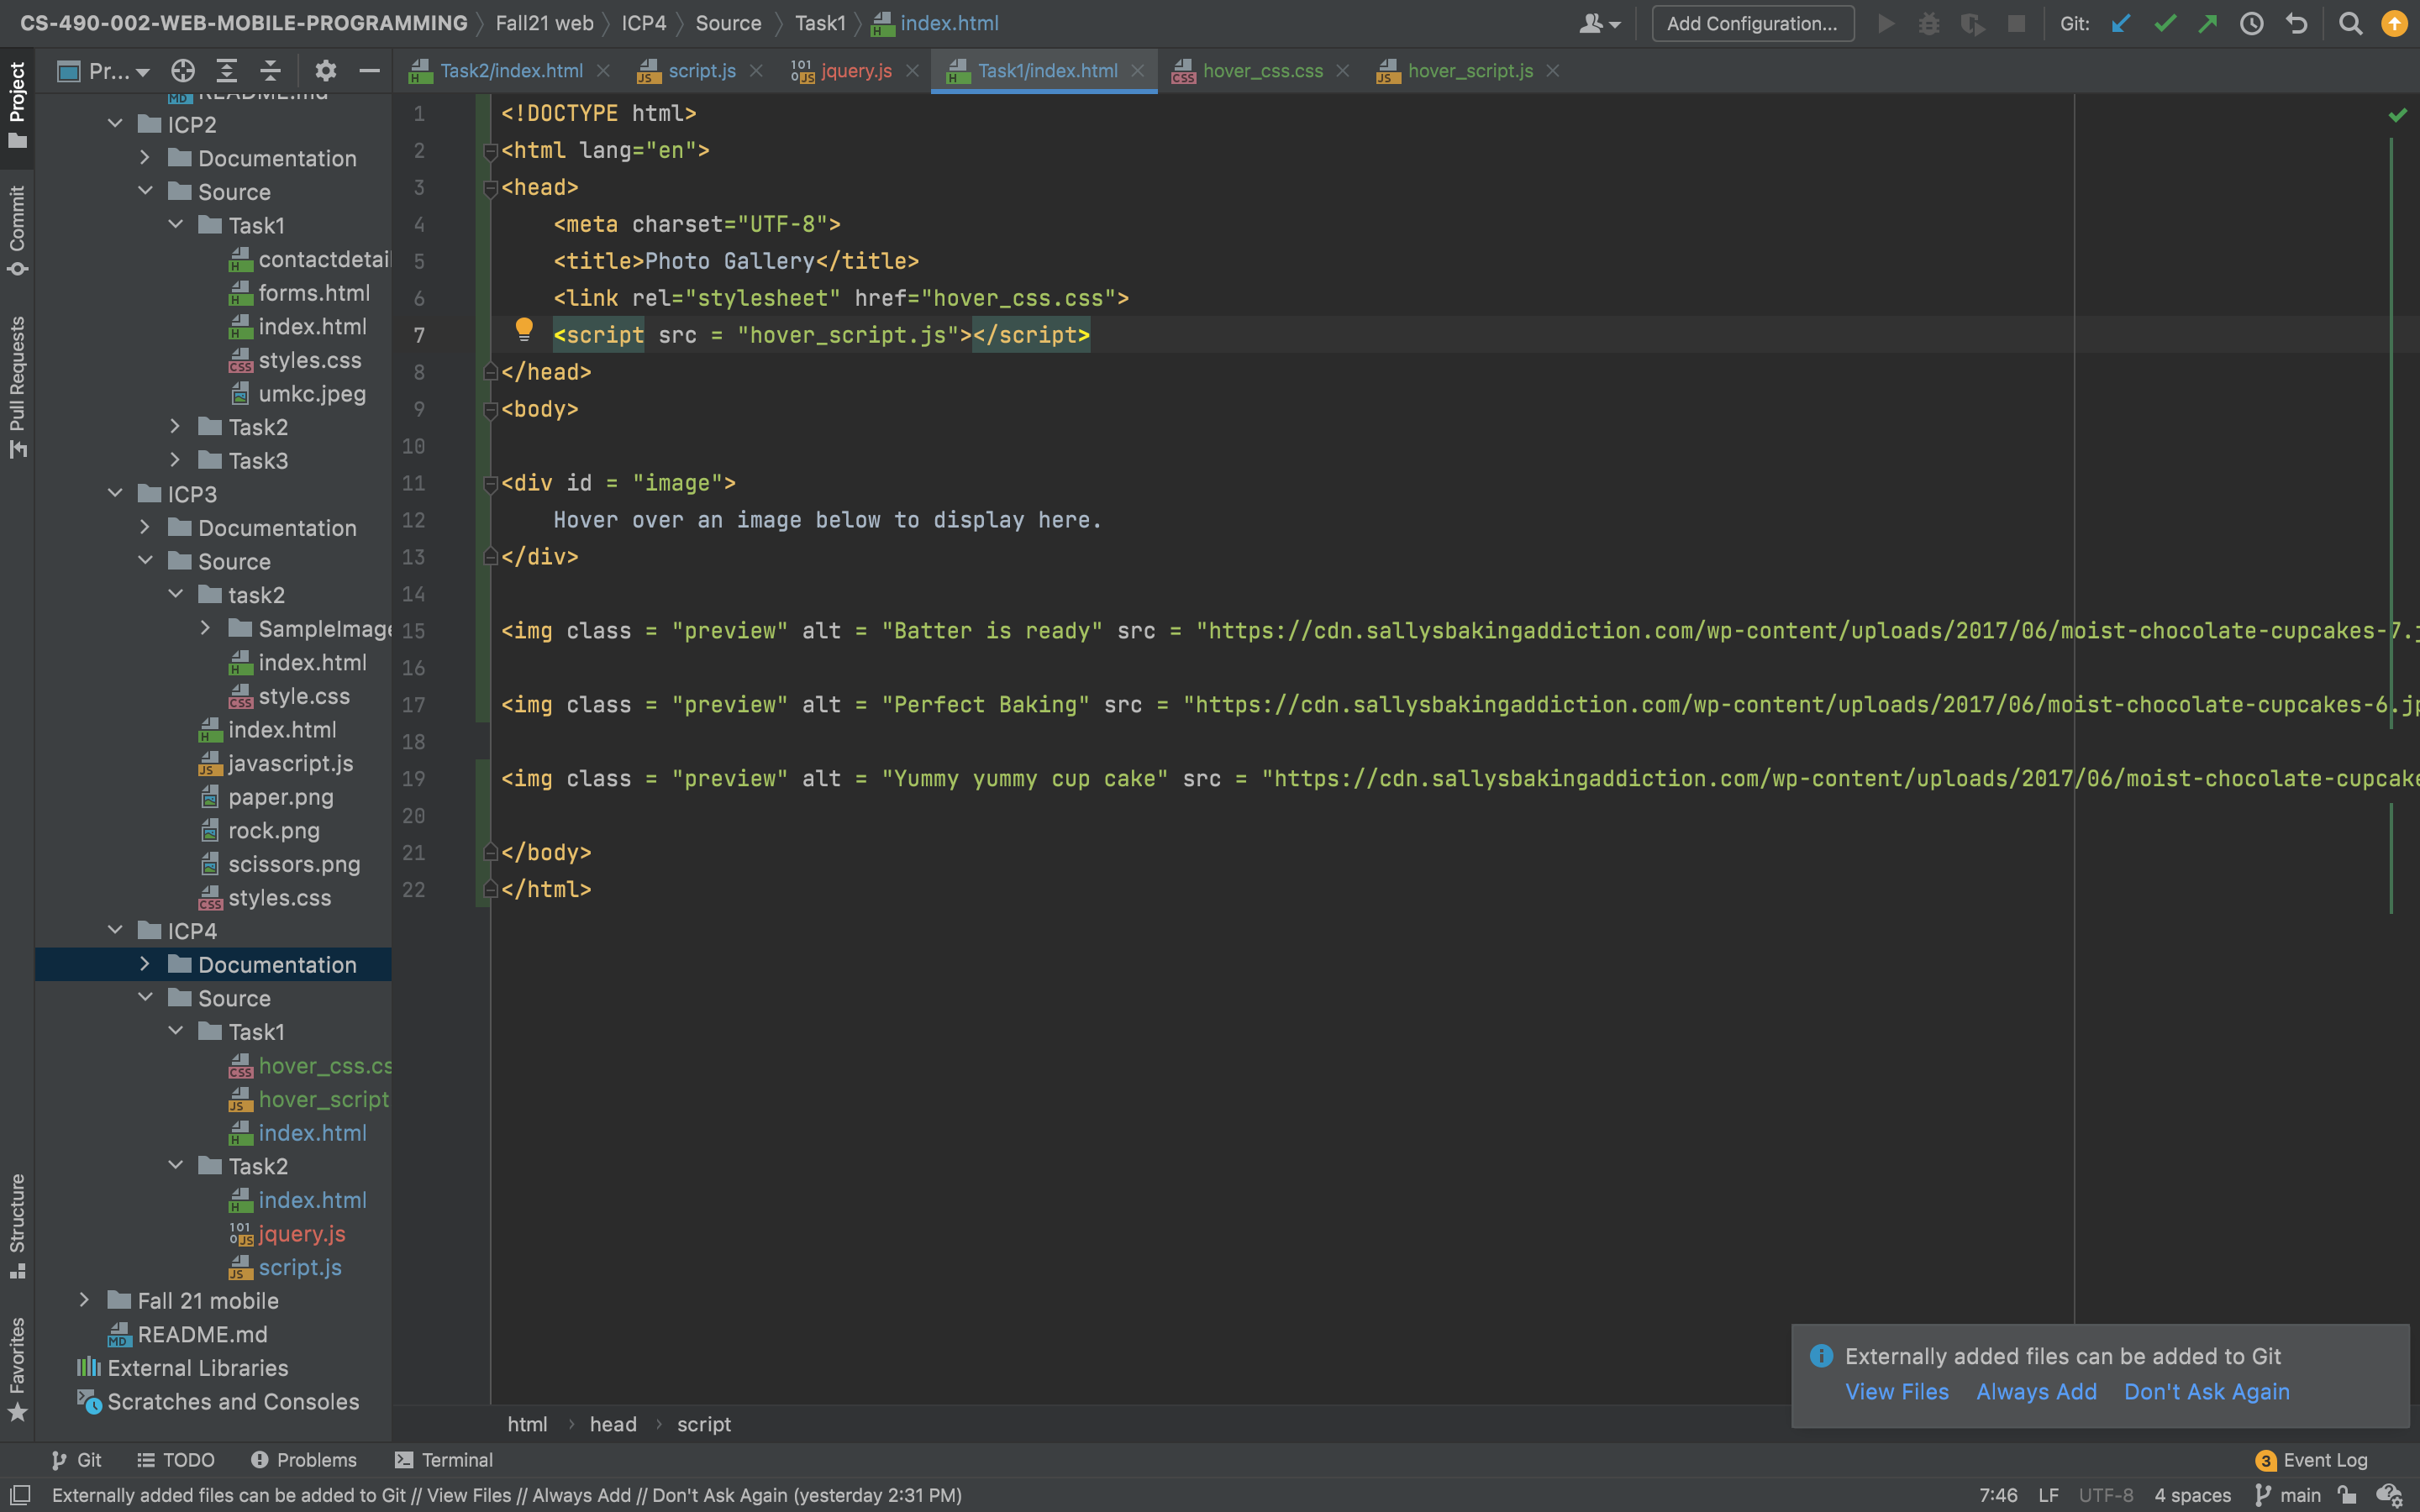 CS-490-002-WEB-MOBILE-PROGRAMMING Fall21 web ICP4 Source Task1 index.html Add Configuration... Git:
Pr... Task2/index.html script.js jquery.js Task1/index.html hover_css.css hover_script.js
Project
Commit
Pull Requests
Structure
Favorites
README.md
ICP2
Documentation
Source
Task1
contactdetail
forms.html
index.html
styles.css
umkc.jpeg
Task2
Task3
ICP3
Documentation
Source
task2
SampleImage
index.html
style.css
index.html
javascript.js
paper.png
rock.png
scissors.png
styles.css
ICP4
Documentation
Source
Task1
hover_css.cs
hover_script
index.html
Task2
index.html
jquery.js
script.js
Fall 21 mobile
README.md
External Libraries
Scratches and Consoles
1 <!DOCTYPE html>
2 <html lang="en">
3 <head>
4 <meta charset="UTF-8">
5 <title>Photo Gallery</title>
6 <link rel="stylesheet" href="hover_css.css">
7 <script src = "hover_script.js"></script>
8 </head>
9 <body>
10
11 <div id = "image">
12 Hover over an image below to display here.
13 </div>
14
15 <img class = "preview" alt = "Batter is ready" src = "https://cdn.sallysbakingaddiction.com/wp-content/uploads/2017/06/moist-chocolate-cupcakes-7.j
16
17 <img class = "preview" alt = "Perfect Baking" src = "https://cdn.sallysbakingaddiction.com/wp-content/uploads/2017/06/moist-chocolate-cupcakes-6.jp
18
19 <img class = "preview" alt = "Yummy yummy cup cake" src = "https://cdn.sallysbakingaddiction.com/wp-content/uploads/2017/06/moist-chocolate-cupcake
20
21 </body>
22 </html>
Externally added files can be added to Git
View Files Always Add Don't Ask Again
html head script
Git TODO Problems Terminal 3 Event Log
Externally added files can be added to Git // View Files // Always Add // Don't Ask Again (yesterday 2:31 PM) 7:46 LF UTF-8 4 spaces main